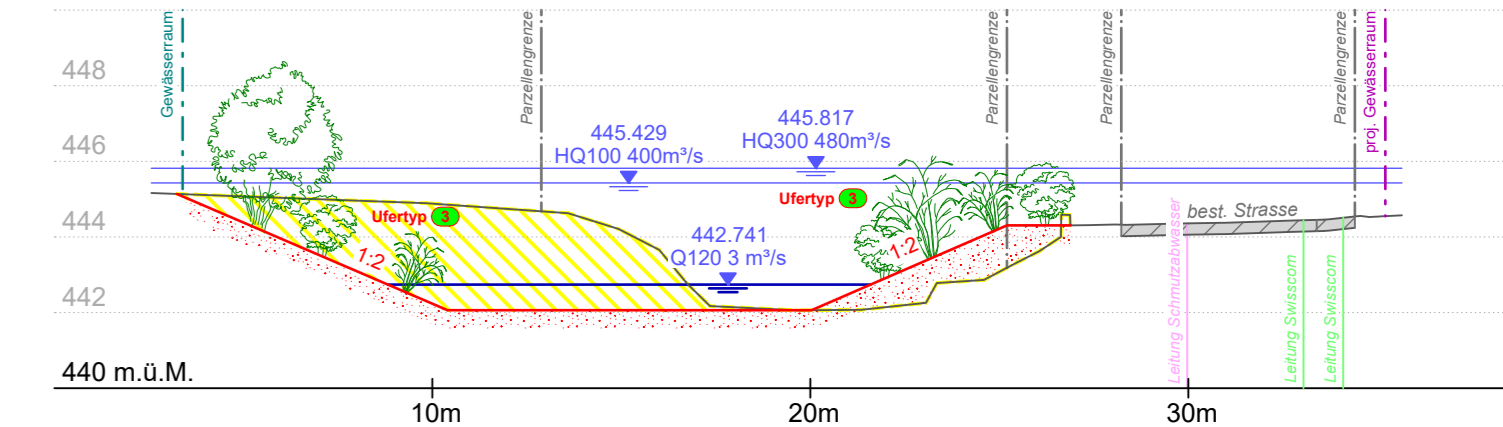 Gewässerraum
Parzellengrenze
Parzellengrenze
Parzellengrenze
Parzellengrenze
proj. Gewässerraum
448
446
444
442
440 m.ü.M.
445.429
HQ100 400m³/s
445.817
HQ300 480m³/s
Ufertyp 3
Ufertyp 3
442.741
Q120 3 m³/s
1:2
1:2
best. Strasse
Leitung Schmutzabwasser
Leitung Swisscom
Leitung Swisscom
10m
20m
30m